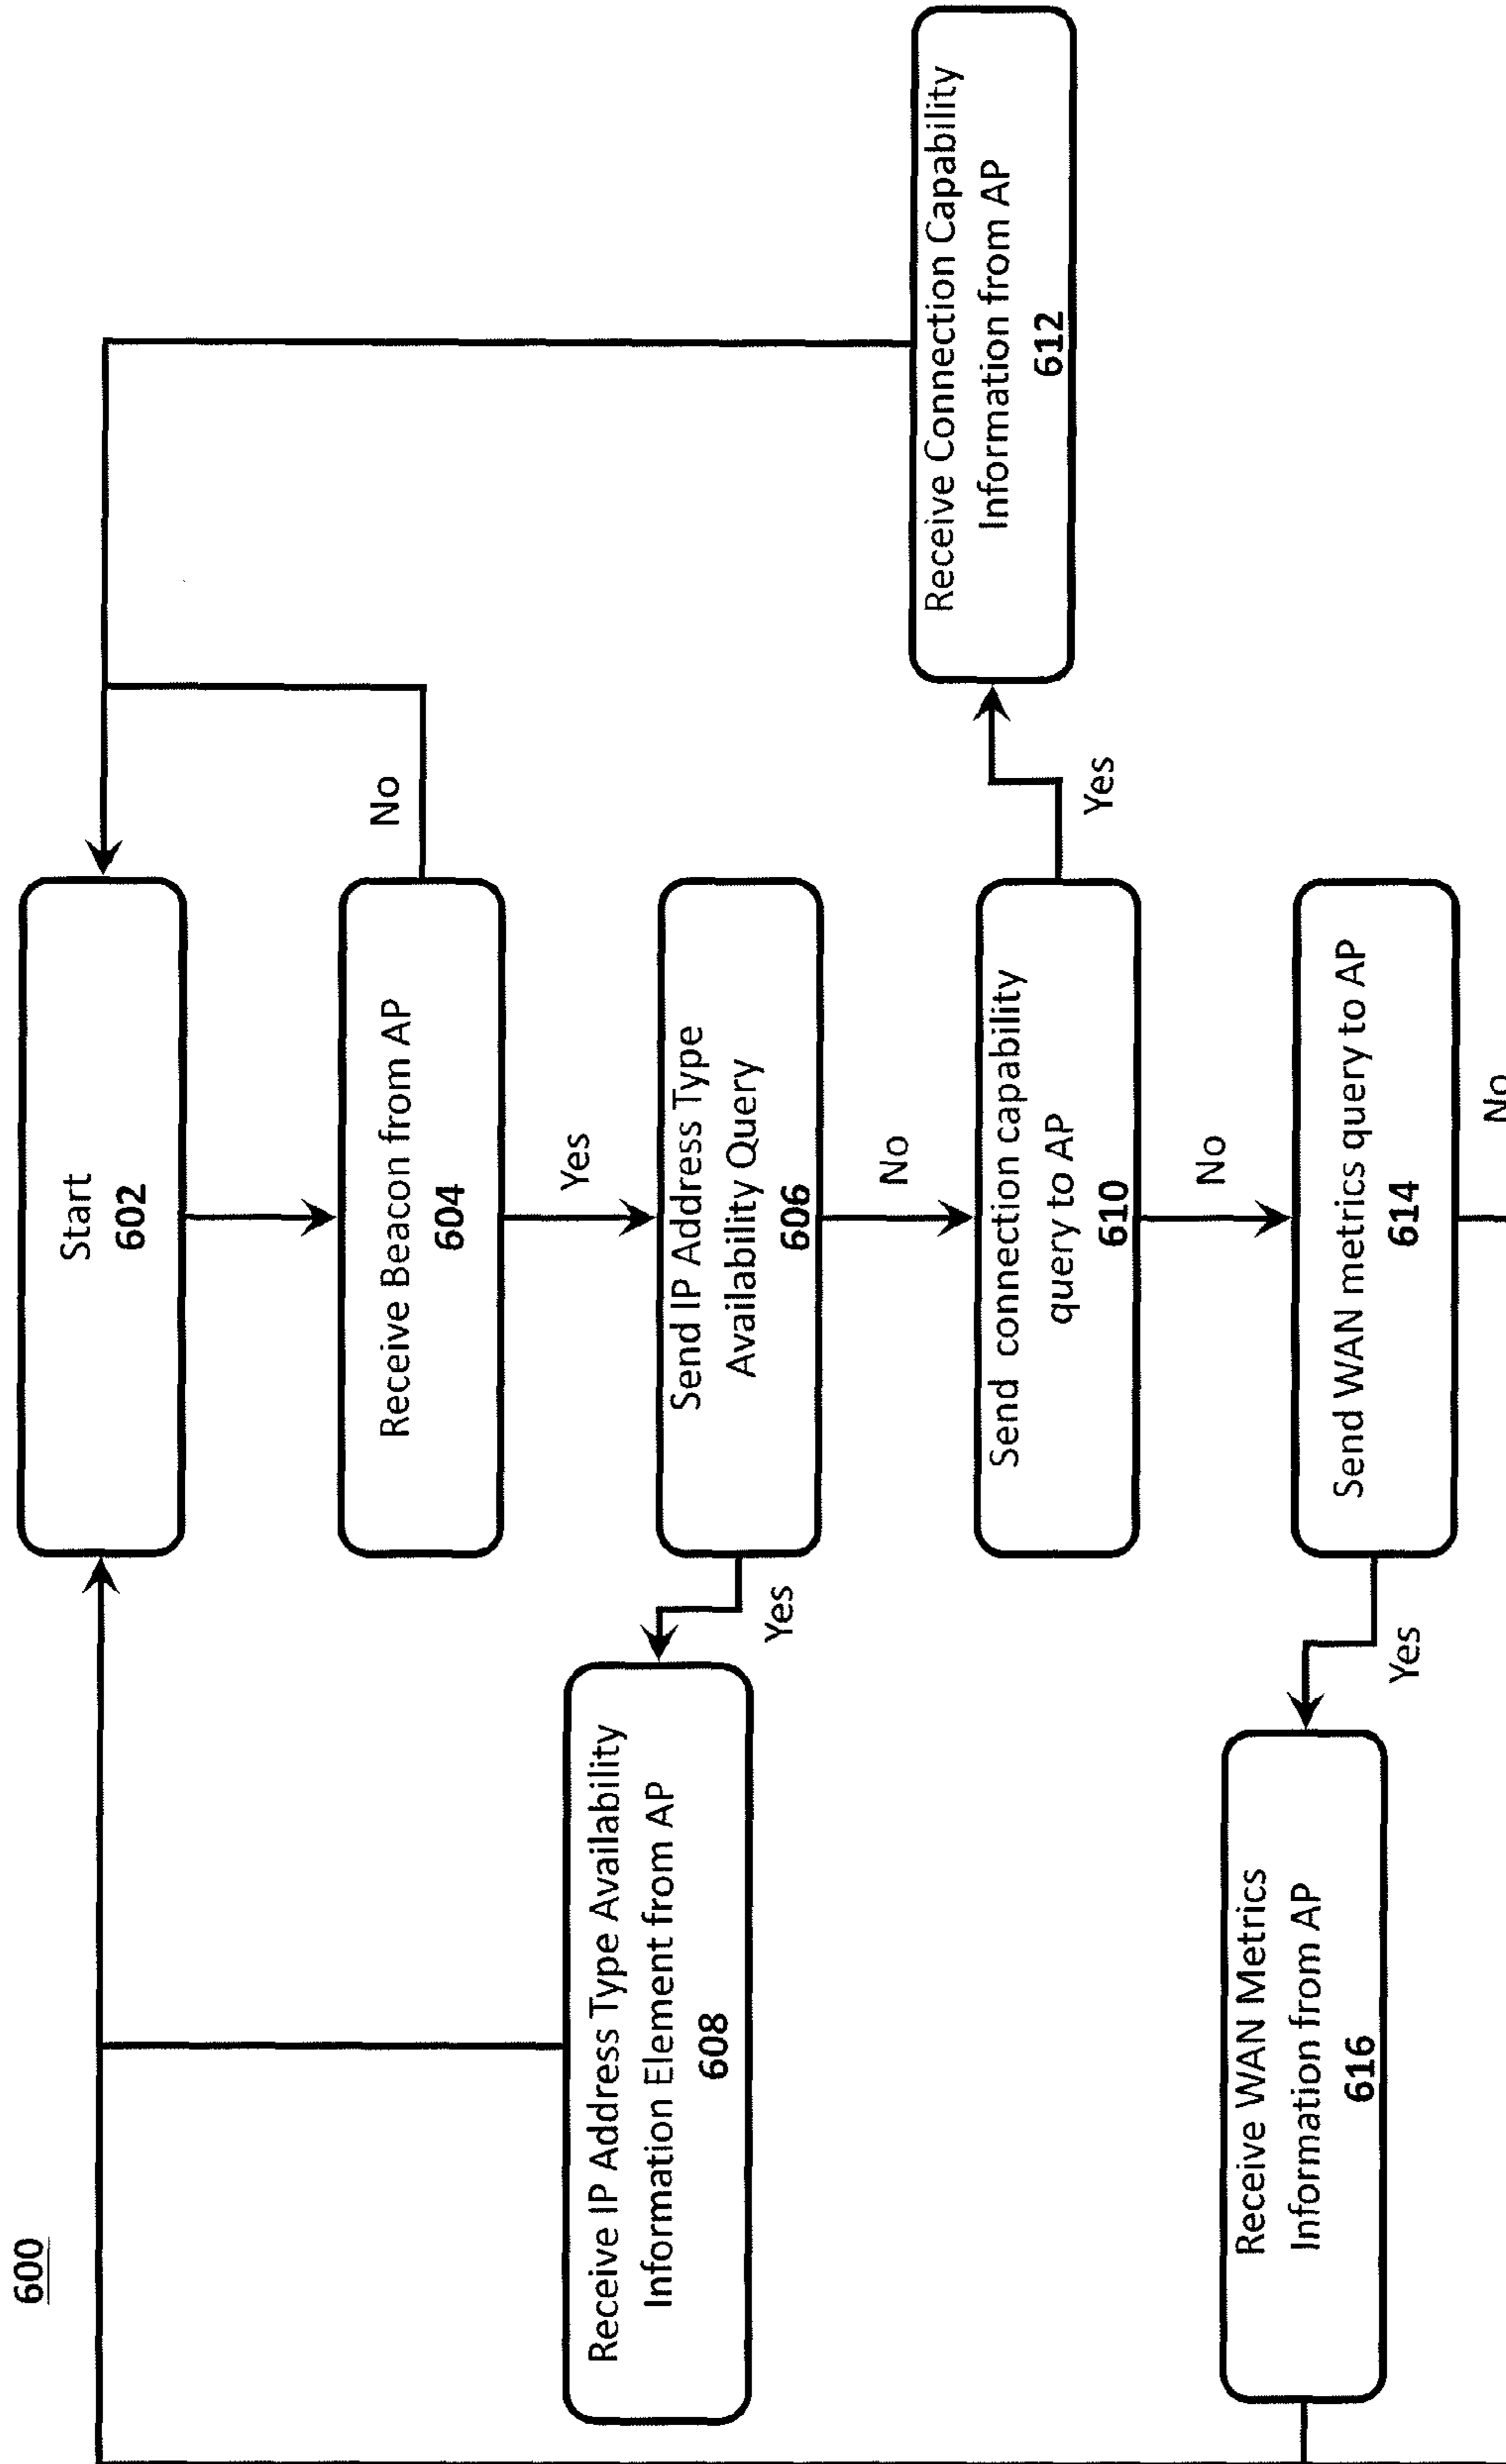 600
Start
602
Receive Beacon from AP
604
No
Yes
Send IP Address Type
Availability Query
606
Yes
Receive IP Address Type Availability
Information Element from AP
608
No
Send connection capability
query to AP
610
Yes
Receive Connection Capability
Information from AP
612
No
Send WAN metrics query to AP
614
Yes
Receive WAN Metrics
Information from AP
616
No